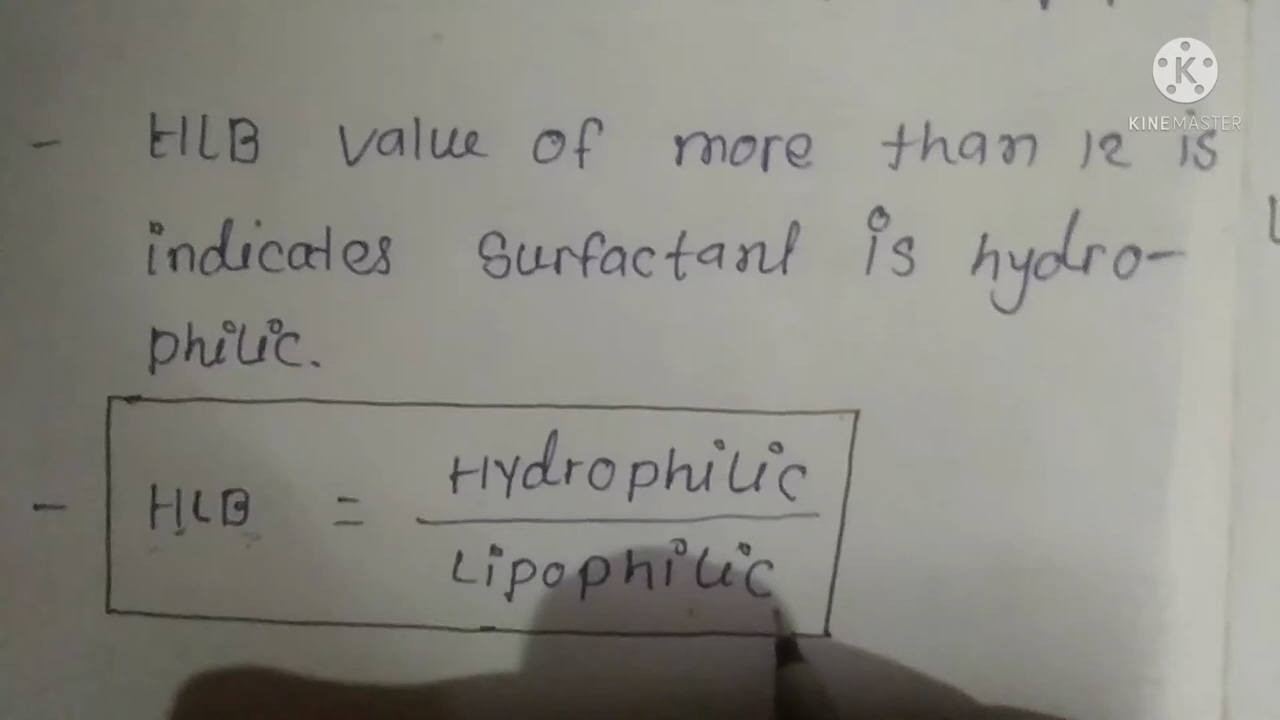 K
KINEMASTER
- HLB value of more than 12 is
indicates surfactant is hydro-
philic.
- HLB = Hydrophilic
Lipophilic